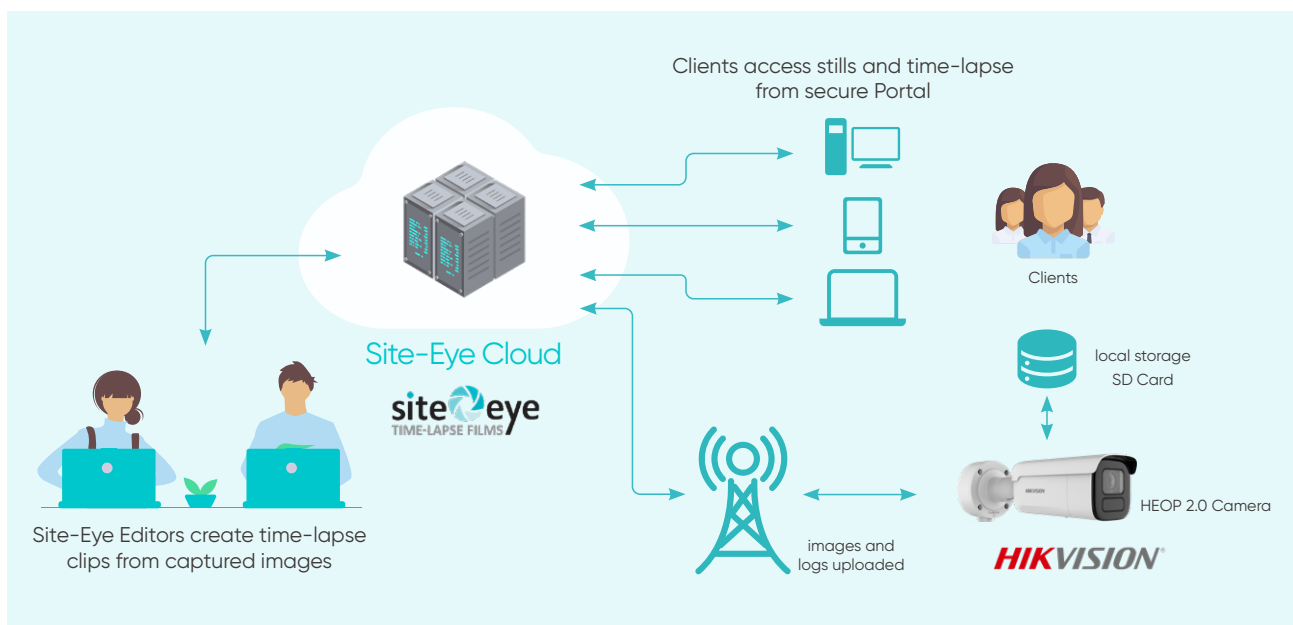 Clients access stills and time-lapse
from secure Portal
Clients
Site-Eye Cloud
site eye
TIME-LAPSE FILMS
local storage
SD Card
HIKVISION
HEOP 2.0 Camera
Site-Eye Editors create time-lapse
clips from captured images
images and
logs uploaded
HIKVISION®